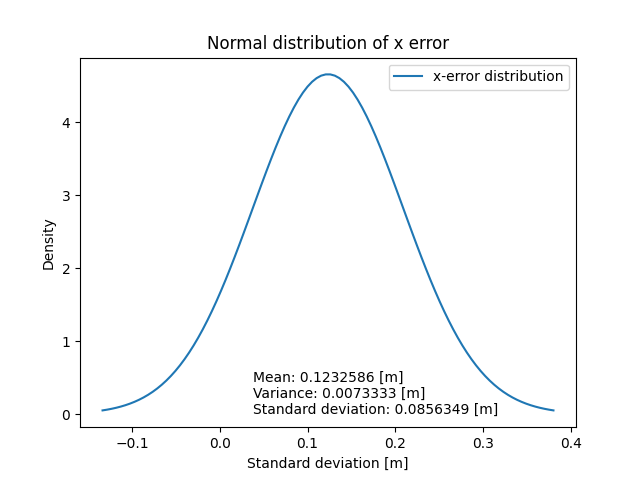 Normal distribution of x error
x-error distribution
Density
4
3
2
1
0
Mean: 0.1232586 [m]
Variance: 0.0073333 [m]
Standard deviation: 0.0856349 [m]
−0.1 0.0 0.1 0.2 0.3 0.4
Standard deviation [m]